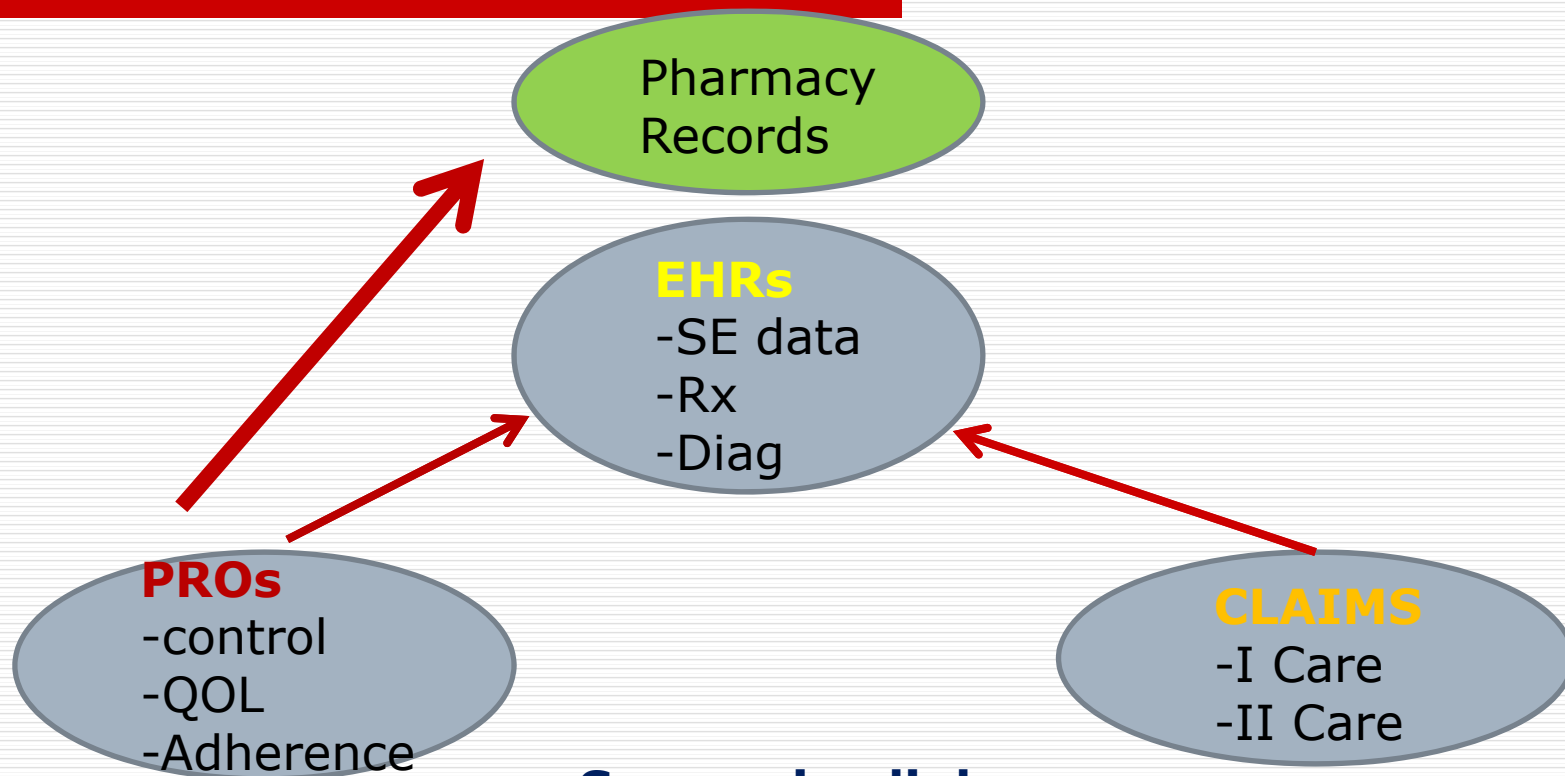 Pharmacy
Records
EHRs
-SE data
-Rx
-Diag
PROs
-control
-QOL
-Adherence
CLAIMS
-I Care
-II Care